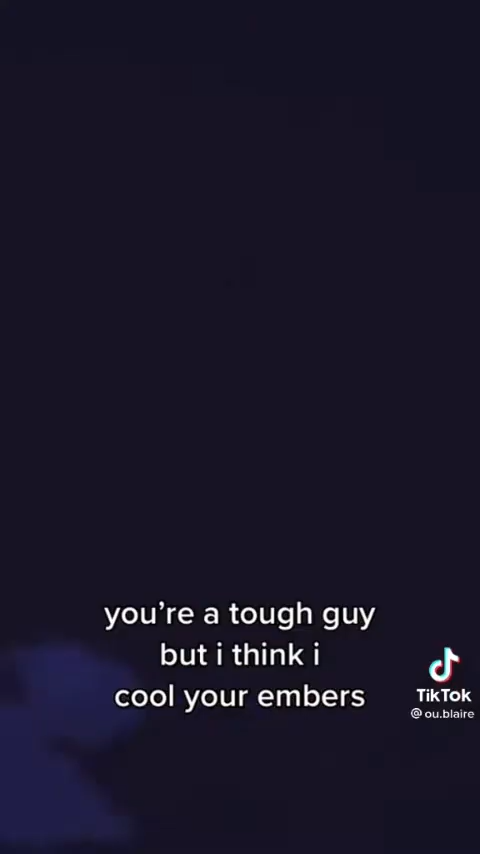 you’re a tough guy
but i think i
cool your embers
TikTok
@ou.blaire